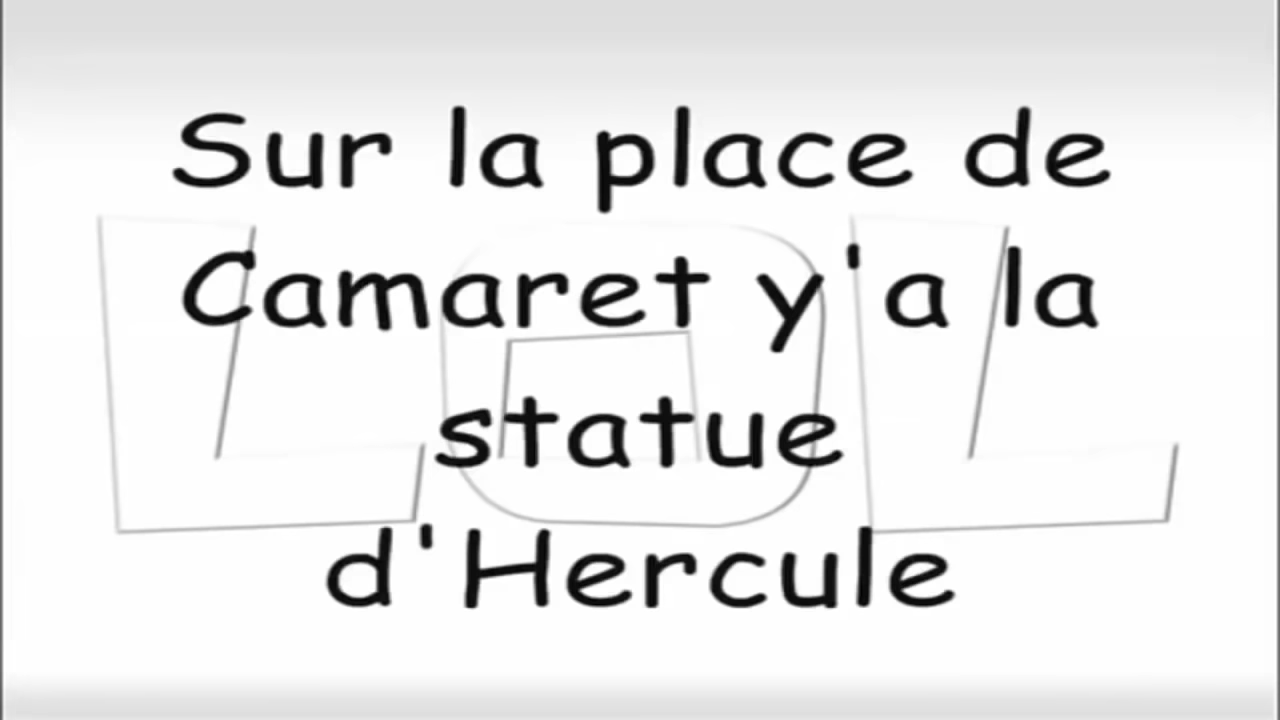 Sur la place de
Camaret y'a la
statue
d'Hercule
LOL